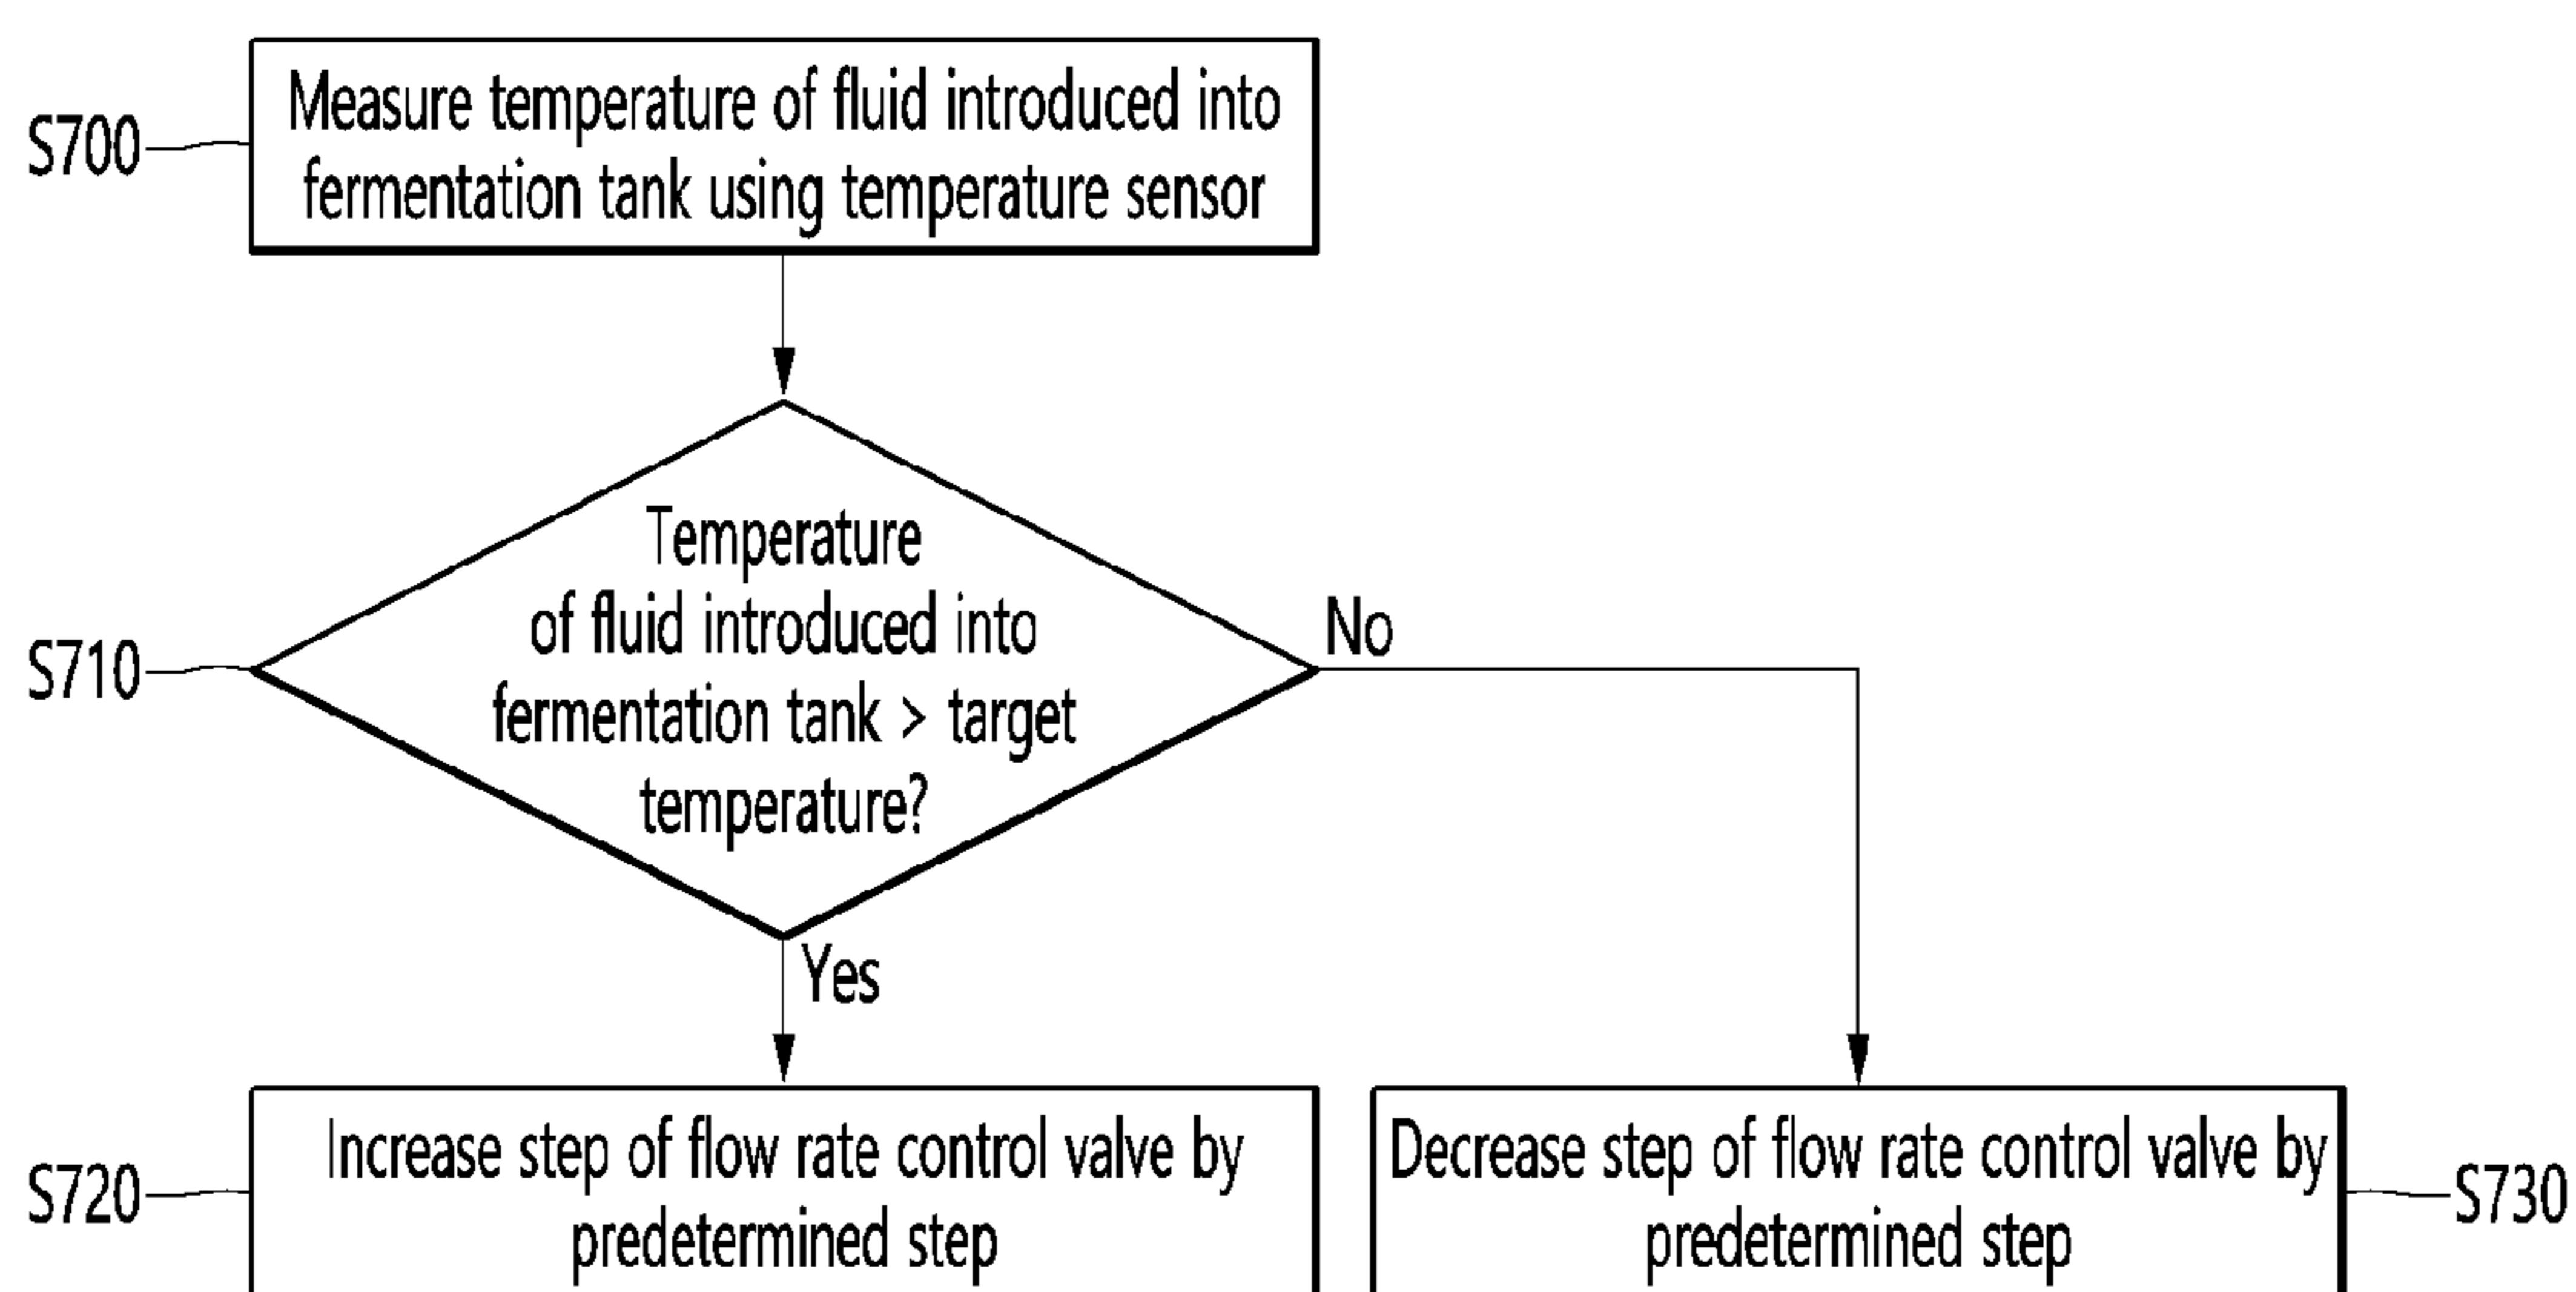 S700
Measure temperature of fluid introduced into
fermentation tank using temperature sensor
S710
Temperature
of fluid introduced into
fermentation tank > target
temperature?
No
Yes
S720
Increase step of flow rate control valve by
predetermined step
Decrease step of flow rate control valve by
predetermined step
S730